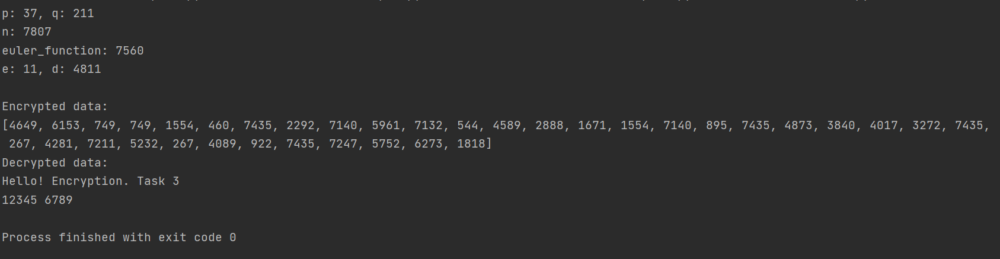 p: 37, q: 211
n: 7807
euler_function: 7560
e: 11, d: 4811
Encrypted data:
[4649, 6153, 749, 749, 1554, 460, 7435, 2292, 7140, 5961, 7132, 544, 4589, 2888, 1671, 1554, 7140, 895, 7435, 4873, 3840, 4017, 3272, 7435,
267, 4281, 7211, 5232, 267, 4089, 922, 7435, 7247, 5752, 6273, 1818]
Decrypted data:
Hello! Encryption. Task 3
12345 6789
Process finished with exit code 0